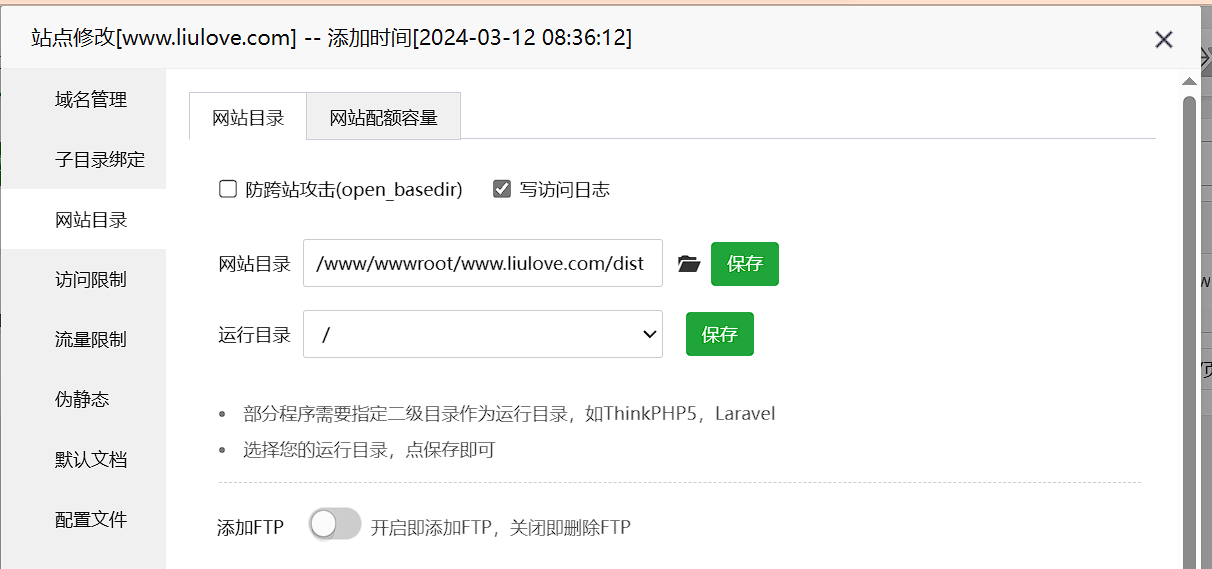 站点修改[www.liulove.com] -- 添加时间[2024-03-12 08:36:12]
域名管理
子目录绑定
网站目录
访问限制
流量限制
伪静态
默认文档
配置文件
网站目录 网站配额容量
防跨站攻击(open_basedir) 写访问日志
网站目录 /www/wwwroot/www.liulove.com/dist 保存
运行目录 / 保存
部分程序需要指定二级目录作为运行目录，如ThinkPHP5，Laravel
选择您的运行目录，点保存即可
添加FTP 开启即添加FTP，关闭即删除FTP